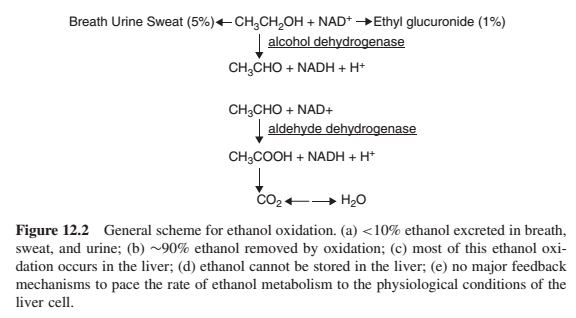 Breath Urine Sweat (5%) ← CH₃CH₂OH + NAD⁺ → Ethyl glucuronide (1%)
alcohol dehydrogenase
CH₃CHO + NADH + H⁺
CH₃CHO + NAD+
aldehyde dehydrogenase
CH₃COOH + NADH + H⁺
CO₂ ← → H₂O
Figure 12.2 General scheme for ethanol oxidation. (a) <10% ethanol excreted in breath,
sweat, and urine; (b) ~90% ethanol removed by oxidation; (c) most of this ethanol oxi-
dation occurs in the liver; (d) ethanol cannot be stored in the liver; (e) no major feedback
mechanisms to pace the rate of ethanol metabolism to the physiological conditions of the
liver cell.